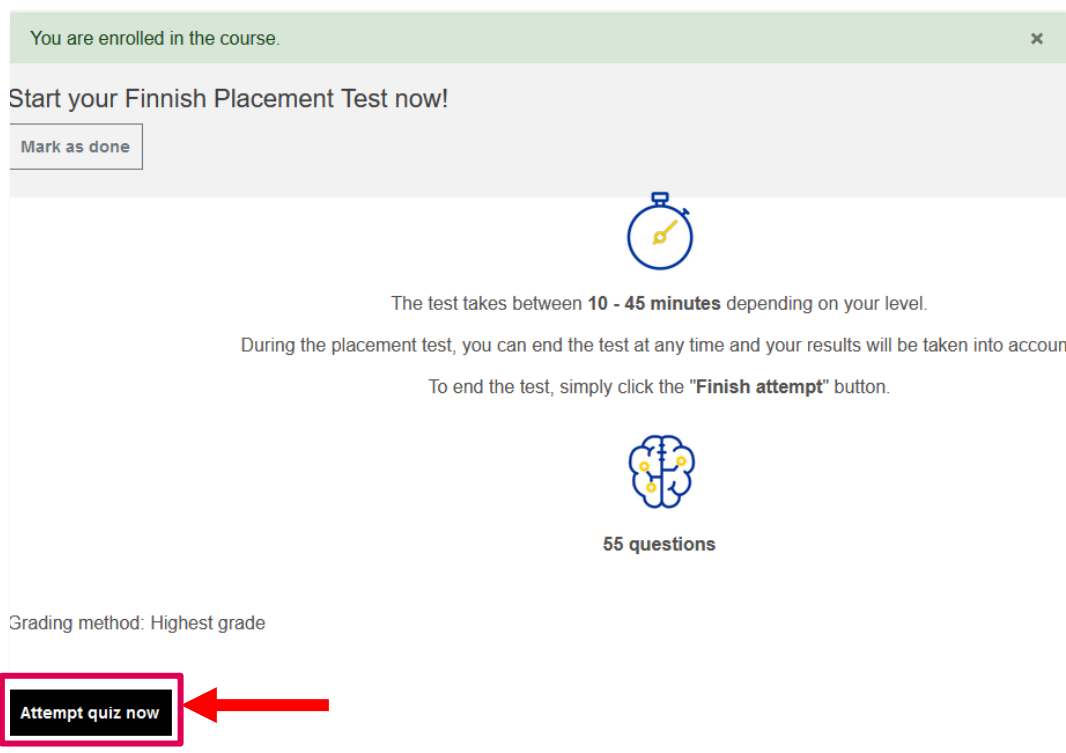 You are enrolled in the course.
×
Start your Finnish Placement Test now!
Mark as done
The test takes between 10 - 45 minutes depending on your level.
During the placement test, you can end the test at any time and your results will be taken into accoun
To end the test, simply click the "Finish attempt" button.
55 questions
Grading method: Highest grade
Attempt quiz now